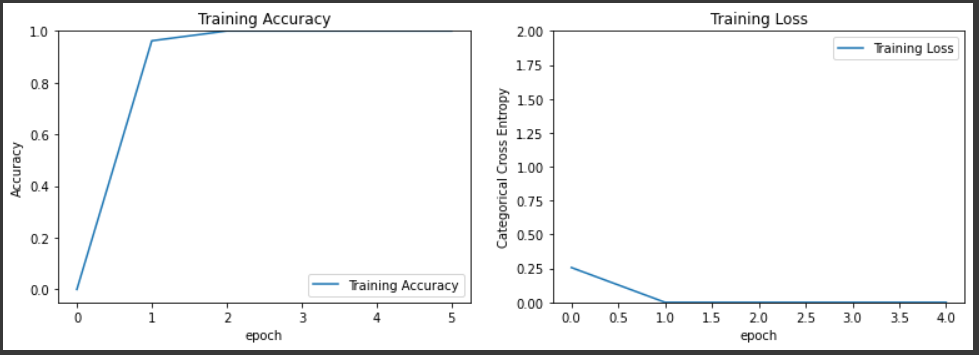 Training Accuracy
1.0
0.8
0.6
0.4
0.2
0.0
Accuracy
Training Accuracy
0 1 2 3 4 5
epoch
Training Loss
2.00
1.75
1.50
1.25
1.00
0.75
0.50
0.25
0.00
Categorical Cross Entropy
Training Loss
0.0 0.5 1.0 1.5 2.0 2.5 3.0 3.5 4.0
epoch